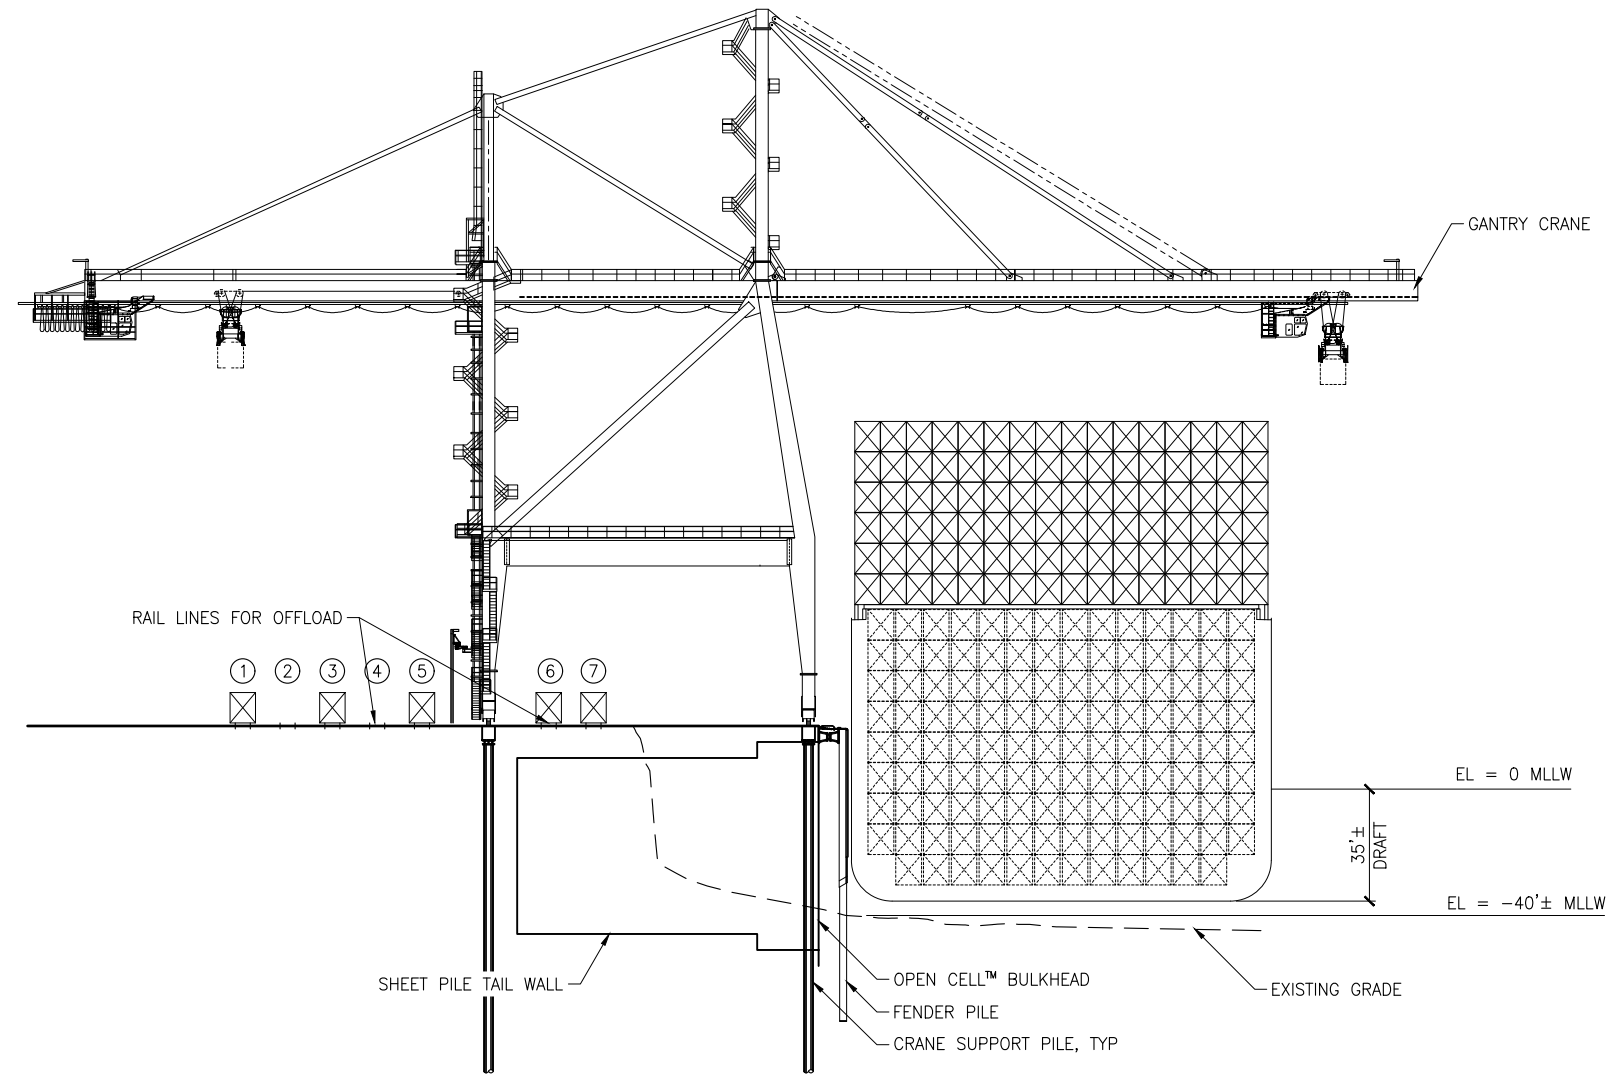 GANTRY CRANE
RAIL LINES FOR OFFLOAD
1 2 3 4 5 6 7
EL = 0 MLLW
35'±
DRAFT
EL = -40'± MLLW
SHEET PILE TAIL WALL
OPEN CELL™ BULKHEAD
EXISTING GRADE
FENDER PILE
CRANE SUPPORT PILE, TYP